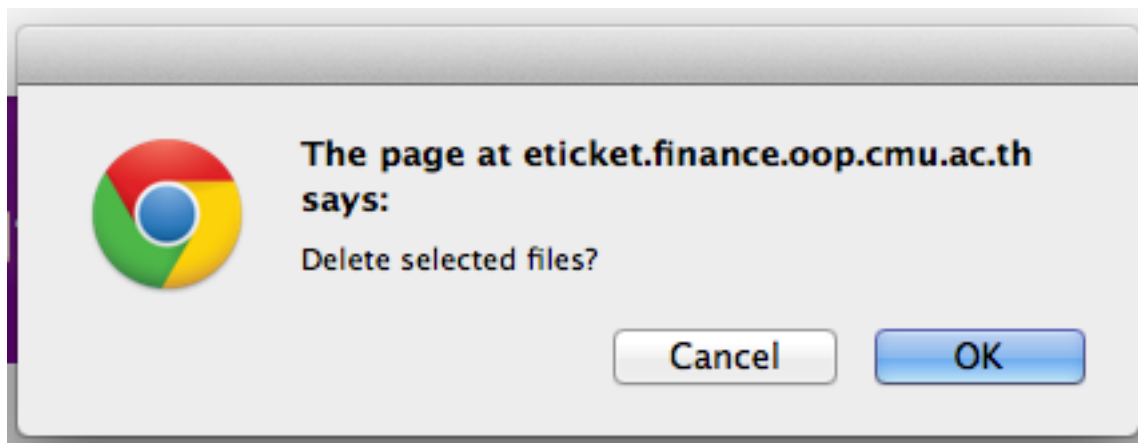 The page at eticket.finance.oop.cmu.ac.th
says:
Delete selected files?
Cancel
OK